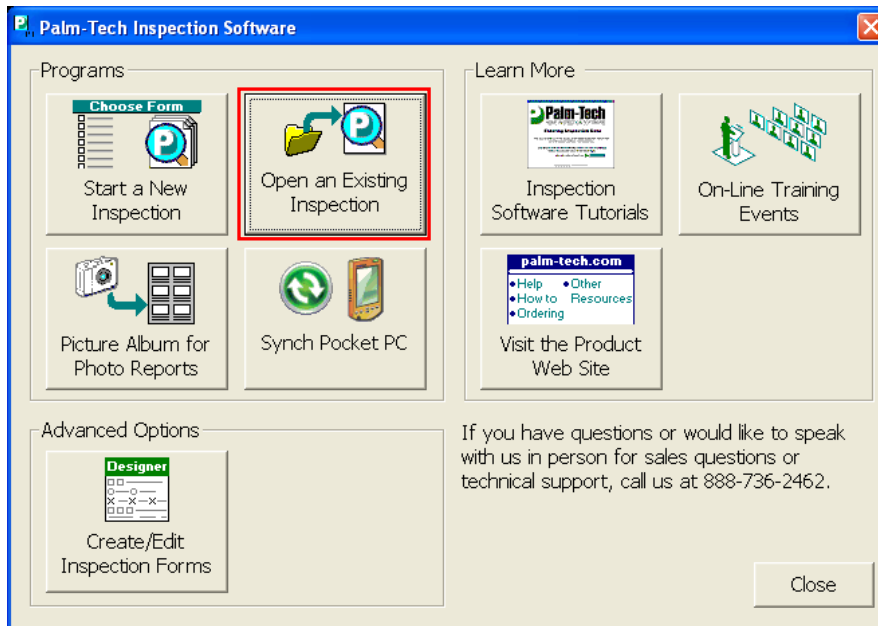 Palm-Tech Inspection Software
Programs
Choose Form
Start a New
Inspection
Open an Existing
Inspection
Picture Album for
Photo Reports
Synch Pocket PC
Learn More
Palm-Tech
Inspection
Software Tutorials
On-Line Training
Events
palm-tech.com
•Help •Other
•How to Resources
•Ordering
Visit the Product
Web Site
Advanced Options
Designer
Create/Edit
Inspection Forms
If you have questions or would like to speak
with us in person for sales questions or
technical support, call us at 888-736-2462.
Close